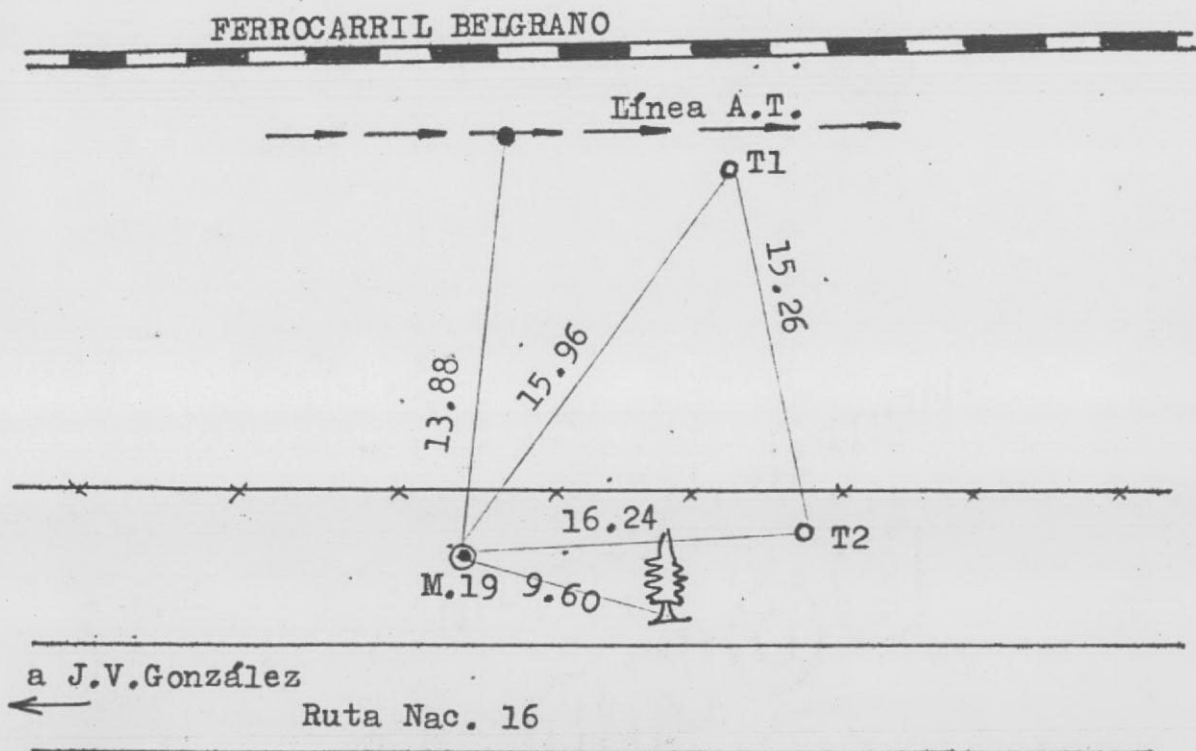 FERROCARRIL BELGRANO
Línea A.T.
T1
15.26
15.96
13.88
16.24
T2
M.19
9.60
a J.V.González
Ruta Nac. 16